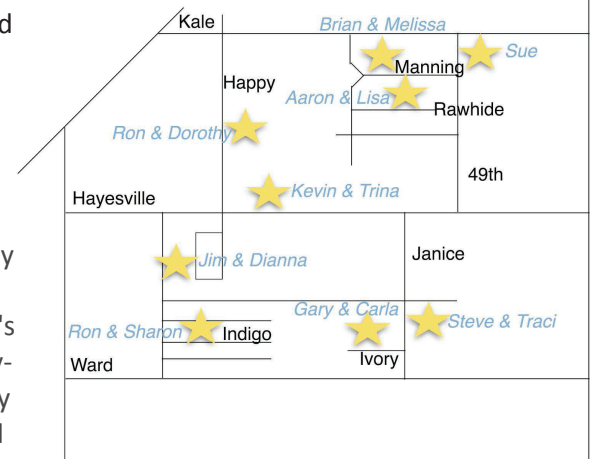 d
Kale
Brian & Melissa
Sue
Manning
Happy
Aaron & Lisa
Rawhide
Ron & Dorothy
49th
Kevin & Trina
Hayesville
y
Janice
Jim & Dianna
's
Gary & Carla
Steve & Traci
Ron & Sharon
Indigo
y-
Ivory
Ward
y